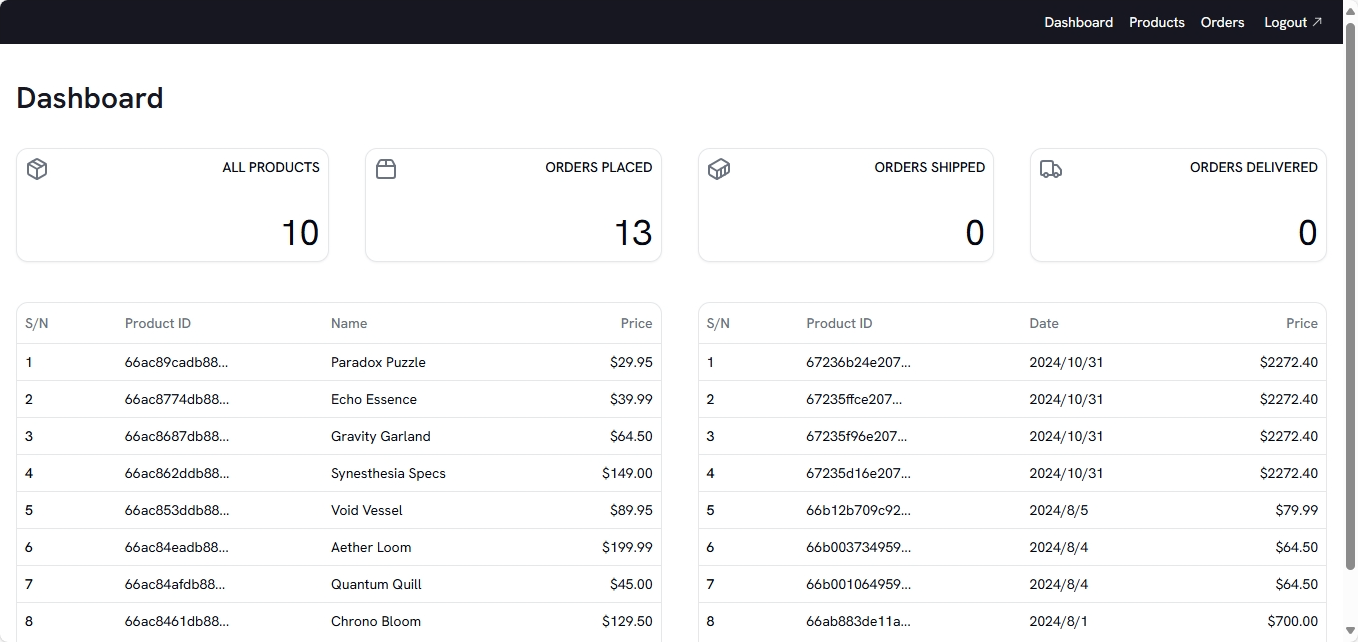 Dashboard Products Orders Logout
Dashboard
ALL PRODUCTS
10
ORDERS PLACED
13
ORDERS SHIPPED
0
ORDERS DELIVERED
0
S/N Product ID Name Price
1 66ac89cadb88... Paradox Puzzle $29.95
2 66ac8774db88... Echo Essence $39.99
3 66ac8687db88... Gravity Garland $64.50
4 66ac862ddb88... Synesthesia Specs $149.00
5 66ac853ddb88... Void Vessel $89.95
6 66ac84eadb88... Aether Loom $199.99
7 66ac84afdb88... Quantum Quill $45.00
8 66ac8461db88... Chrono Bloom $129.50
S/N Product ID Date Price
1 67236b24e207... 2024/10/31 $2272.40
2 67235ffce207... 2024/10/31 $2272.40
3 67235f96e207... 2024/10/31 $2272.40
4 67235d16e207... 2024/10/31 $2272.40
5 66b12b709c92... 2024/8/5 $79.99
6 66b003734959... 2024/8/4 $64.50
7 66b001064959... 2024/8/4 $64.50
8 66ab883de11a... 2024/8/1 $700.00